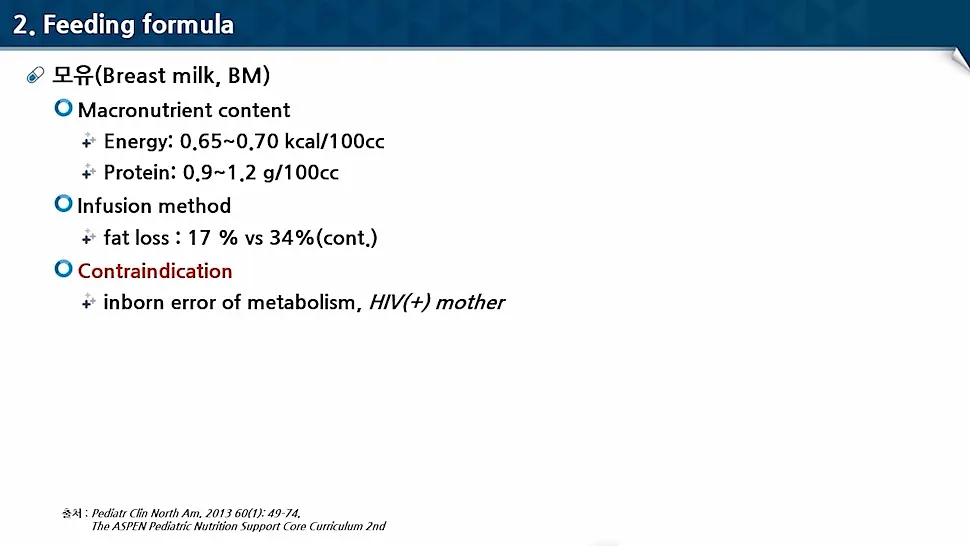 2. Feeding formula
모유(Breast milk, BM)
Macronutrient content
Energy: 0.65~0.70 kcal/100cc
Protein: 0.9~1.2 g/100cc
Infusion method
fat loss : 17 % vs 34%(cont.)
Contraindication
inborn error of metabolism, HIV(+) mother
출처 : Pediatr Clin North Am. 2013 60(1): 49-74.
The ASPEN Pediatric Nutrition Support Core Curriculum 2nd